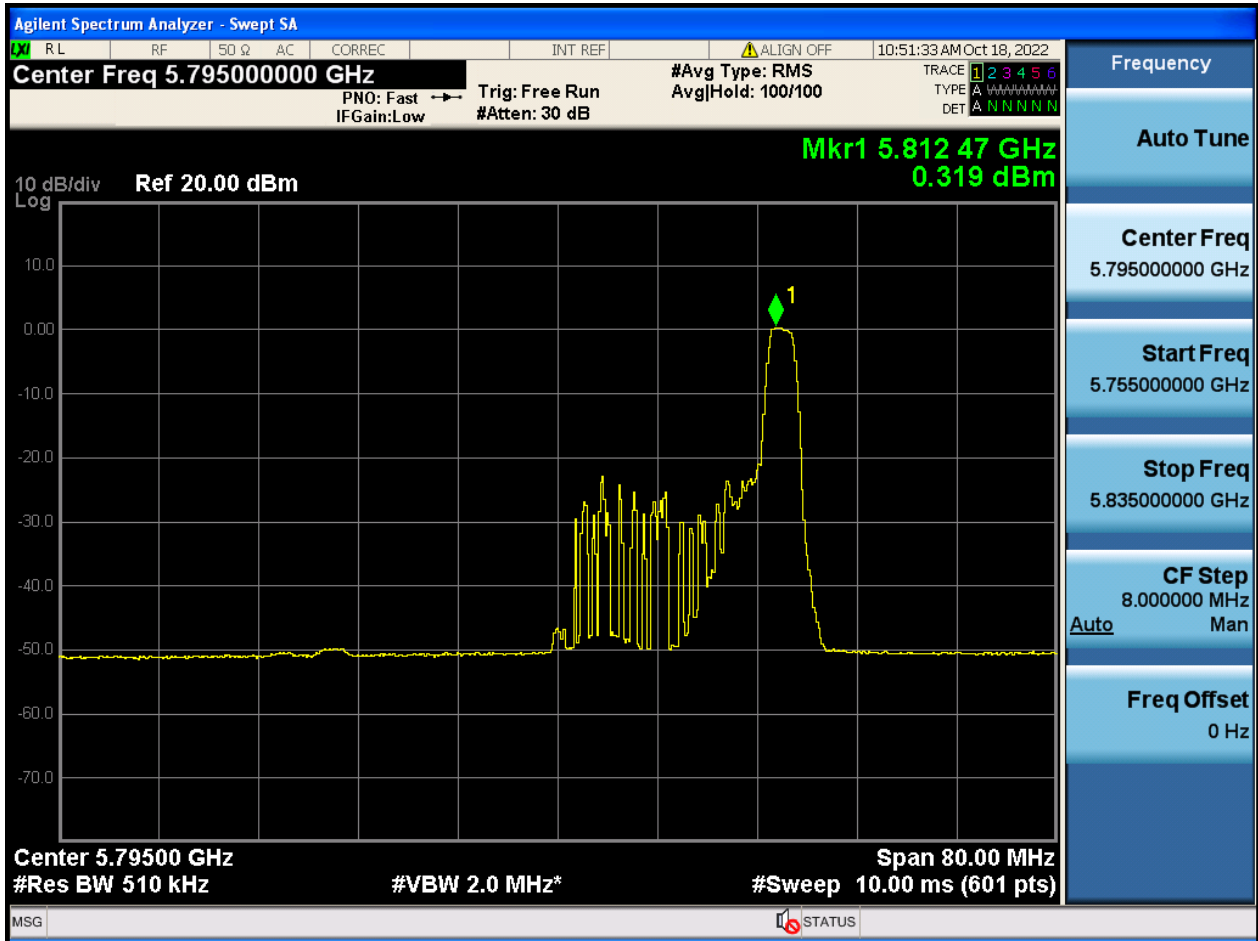 Agilent Spectrum Analyzer - Swept SA
LXI RL RF 50 Ω AC CORREC INT REF ALIGN OFF 10:51:33 AM Oct 18, 2022
Center Freq 5.795000000 GHz
PNO: Fast
IFGain:Low
Trig: Free Run
#Atten: 30 dB
#Avg Type: RMS
Avg|Hold: 100/100
TRACE 1 2 3 4 5 6
TYPE A WWWWWW
DET A N N N N N
Mkr1 5.812 47 GHz
0.319 dBm
10 dB/div Ref 20.00 dBm
Log
10.0
0.00
-10.0
-20.0
-30.0
-40.0
-50.0
-60.0
-70.0
1
Center 5.79500 GHz Span 80.00 MHz
#Res BW 510 kHz #VBW 2.0 MHz* #Sweep 10.00 ms (601 pts)
MSG STATUS
Frequency
Auto Tune
Center Freq
5.795000000 GHz
Start Freq
5.755000000 GHz
Stop Freq
5.835000000 GHz
CF Step
8.000000 MHz
Auto Man
Freq Offset
0 Hz